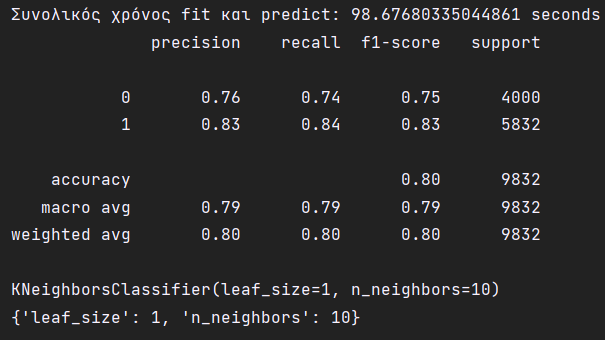 Συνολικός χρόνος fit και predict: 98.67680335044861 seconds
precision recall f1-score support
0 0.76 0.74 0.75 4000
1 0.83 0.84 0.83 5832
accuracy 0.80 9832
macro avg 0.79 0.79 0.79 9832
weighted avg 0.80 0.80 0.80 9832
KNeighborsClassifier(leaf_size=1, n_neighbors=10)
{'leaf_size': 1, 'n_neighbors': 10}